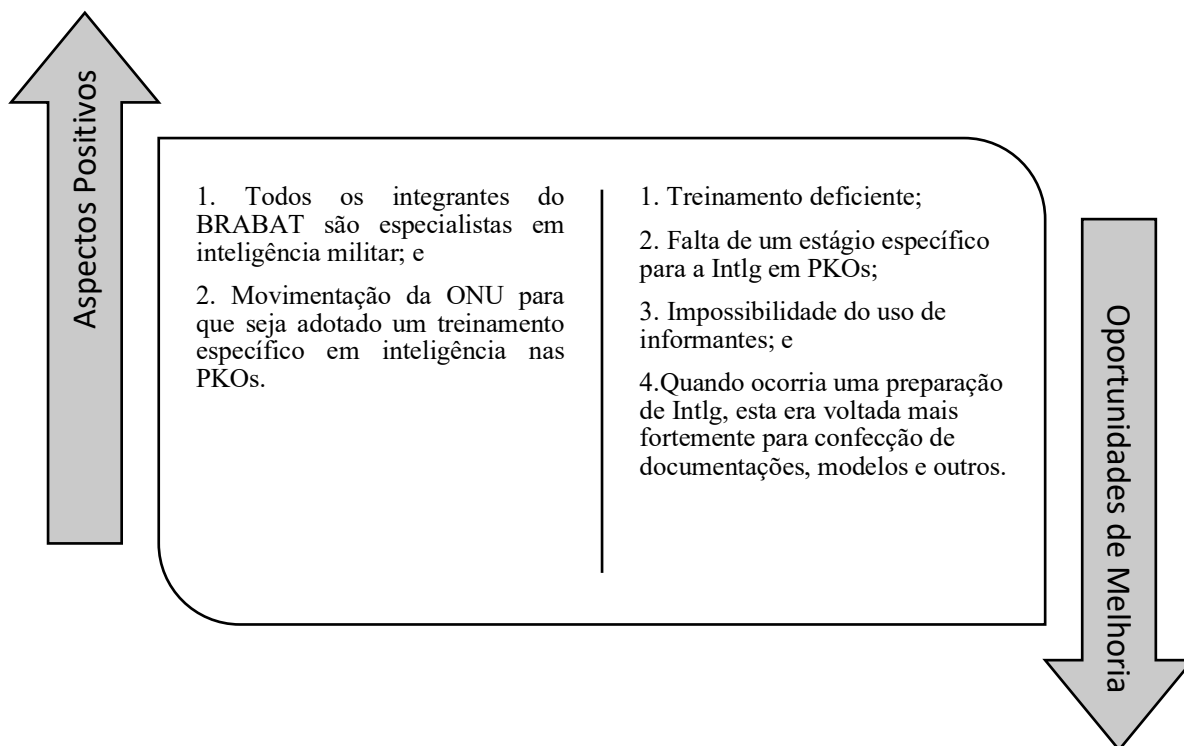 Aspectos Positivos
1. Todos os integrantes do
BRABAT são especialistas em
inteligência militar; e
2. Movimentação da ONU para
que seja adotado um treinamento
específico em inteligência nas
PKOs.
1. Treinamento deficiente;
2. Falta de um estágio específico
para a Intlg em PKOs;
3. Impossibilidade do uso de
informantes; e
4.Quando ocorria uma preparação
de Intlg, esta era voltada mais
fortemente para confecção de
documentações, modelos e outros.
Oportunidades de Melhoria